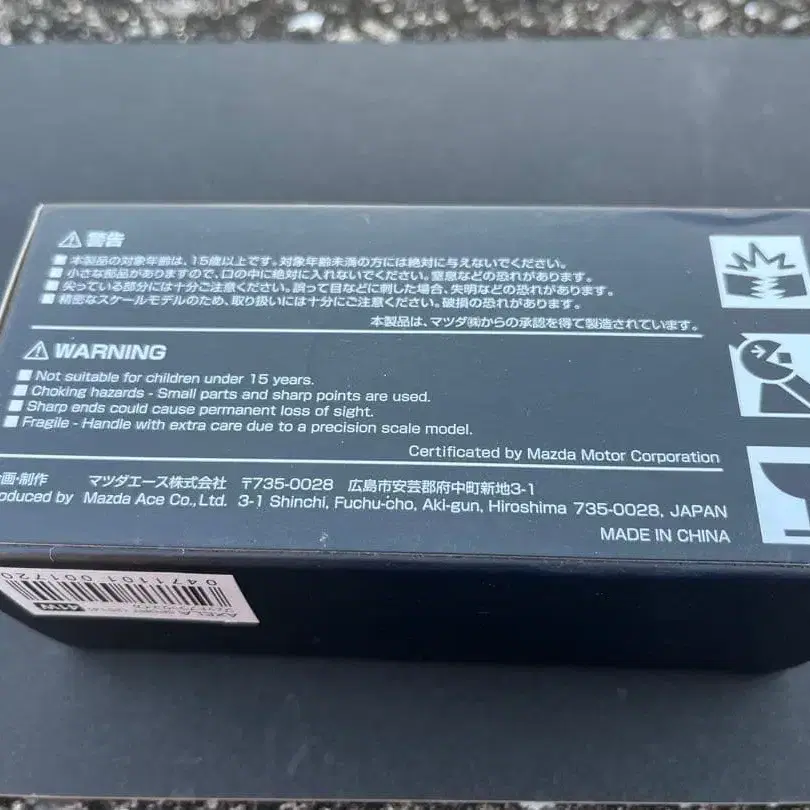 ⚠ 警告
■ 本製品の対象年齢は、15歳以上です。対象年齢未満の方には絶対に与えないでください。
■ 小さな部品がありますので、口の中に絶対に入れないでください。窒息などの恐れがあります。
■ 尖っている部分には十分ご注意ください。誤って目などに刺した場合、失明などの恐れがあります。
■ 精密なスケールモデルのため、取り扱いには十分にご注意ください。破損の恐れがあります。
本製品は、マツダ㈱からの承認を得て製造されています。
⚠ WARNING
■ Not suitable for children under 15 years.
■ Choking hazards - Small parts and sharp points are used.
■ Sharp ends could cause permanent loss of sight.
■ Fragile - Handle with extra care due to a precision scale model.
Certificated by Mazda Motor Corporation
画・制作 マツダエース株式会社 〒735-0028 広島市安芸郡府中町新地3-1
oduced by Mazda Ace Co.,Ltd. 3-1 Shinchi, Fuchu-cho, Aki-gun, Hiroshima 735-0028, JAPAN
MADE IN CHINA
AXELA SPORT
41W